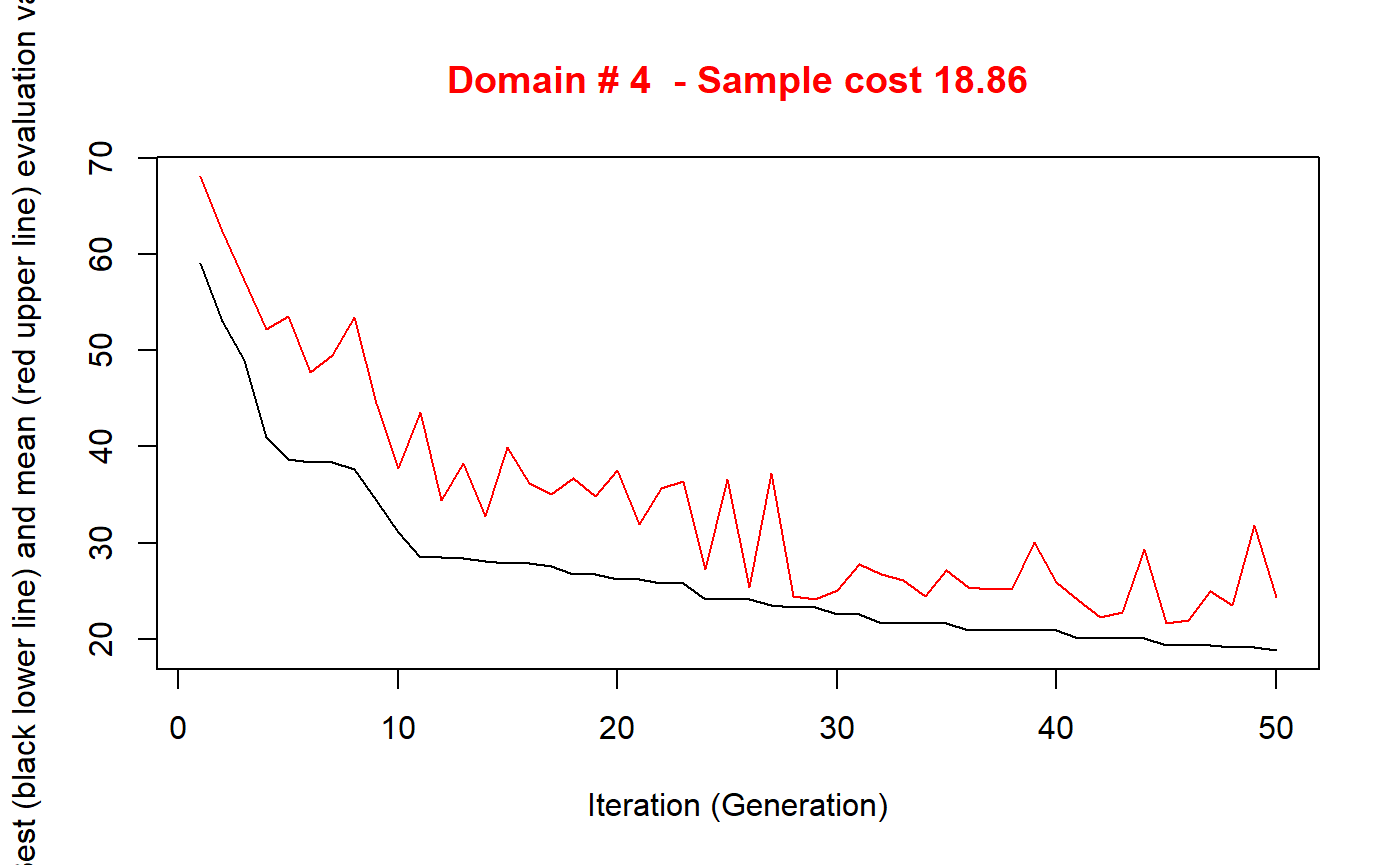 Domain # 4 - Sample cost 18.86
est (black lower line) and mean (red upper line) evaluation va
70
60
50
40
30
20
0 10 20 30 40 50
Iteration (Generation)